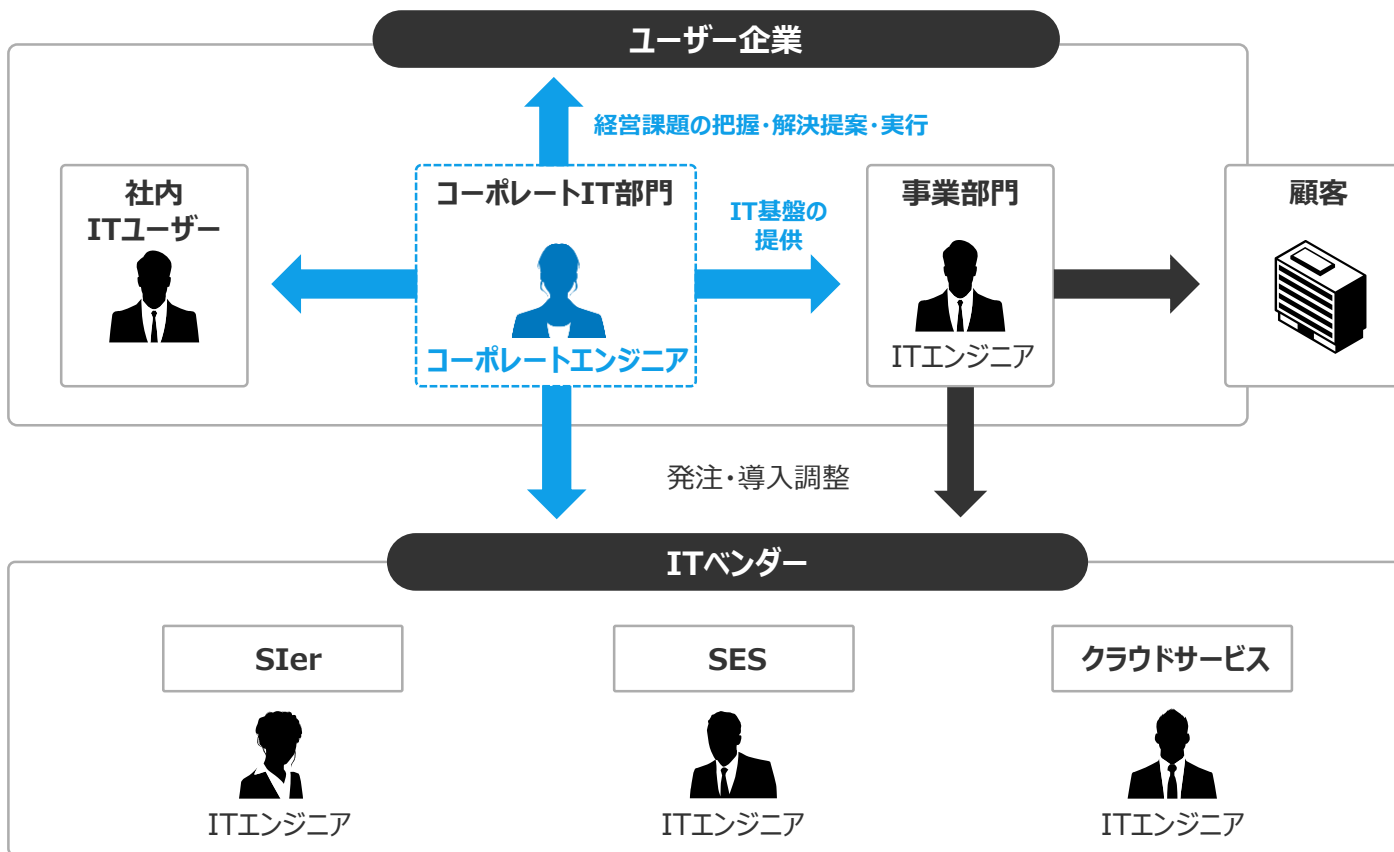 ユーザー企業
経営課題の把握・解決提案・実行
社内
ITユーザー
コーポレートIT部門
コーポレートエンジニア
IT基盤の
提供
事業部門
ITエンジニア
顧客
発注・導入調整
ITベンダー
SIer
ITエンジニア
SES
ITエンジニア
クラウドサービス
ITエンジニア